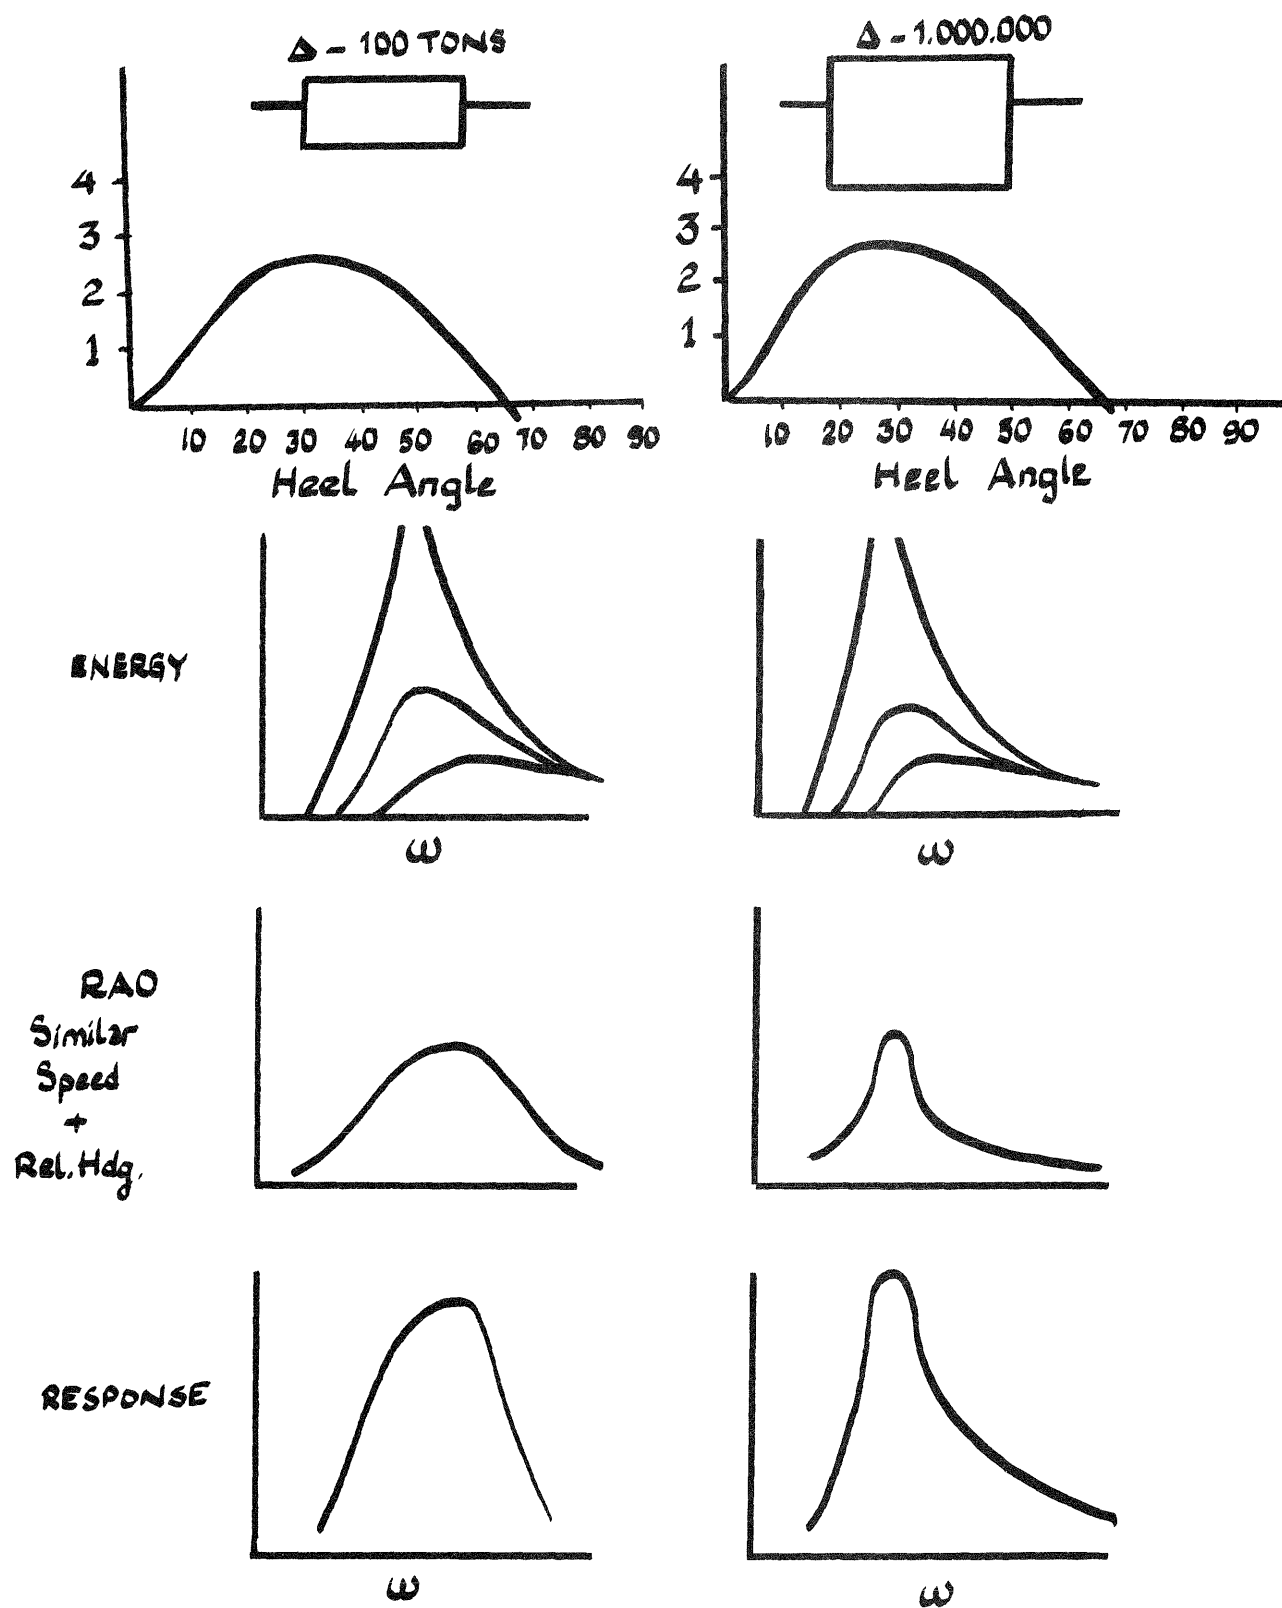 Δ - 100 TONS
Δ - 1.000.000
4
3
2
1
10 20 30 40 50 60 70 80 90
Heel Angle
4
3
2
1
10 20 30 40 50 60 70 80 90
Heel Angle
ENERGY
ω
ω
RAO
Similar
Speed
+
Rel. Hdg.
RESPONSE
ω
ω